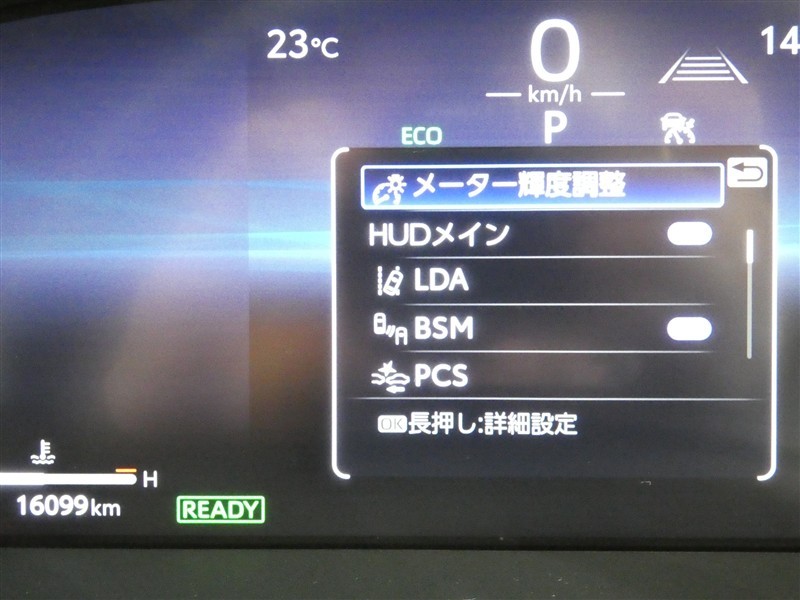 23℃
0
14
km/h
ECO
P
メーター輝度調整
HUDメイン
LDA
BSM
PCS
OK長押し:詳細設定
H
16099km
READY